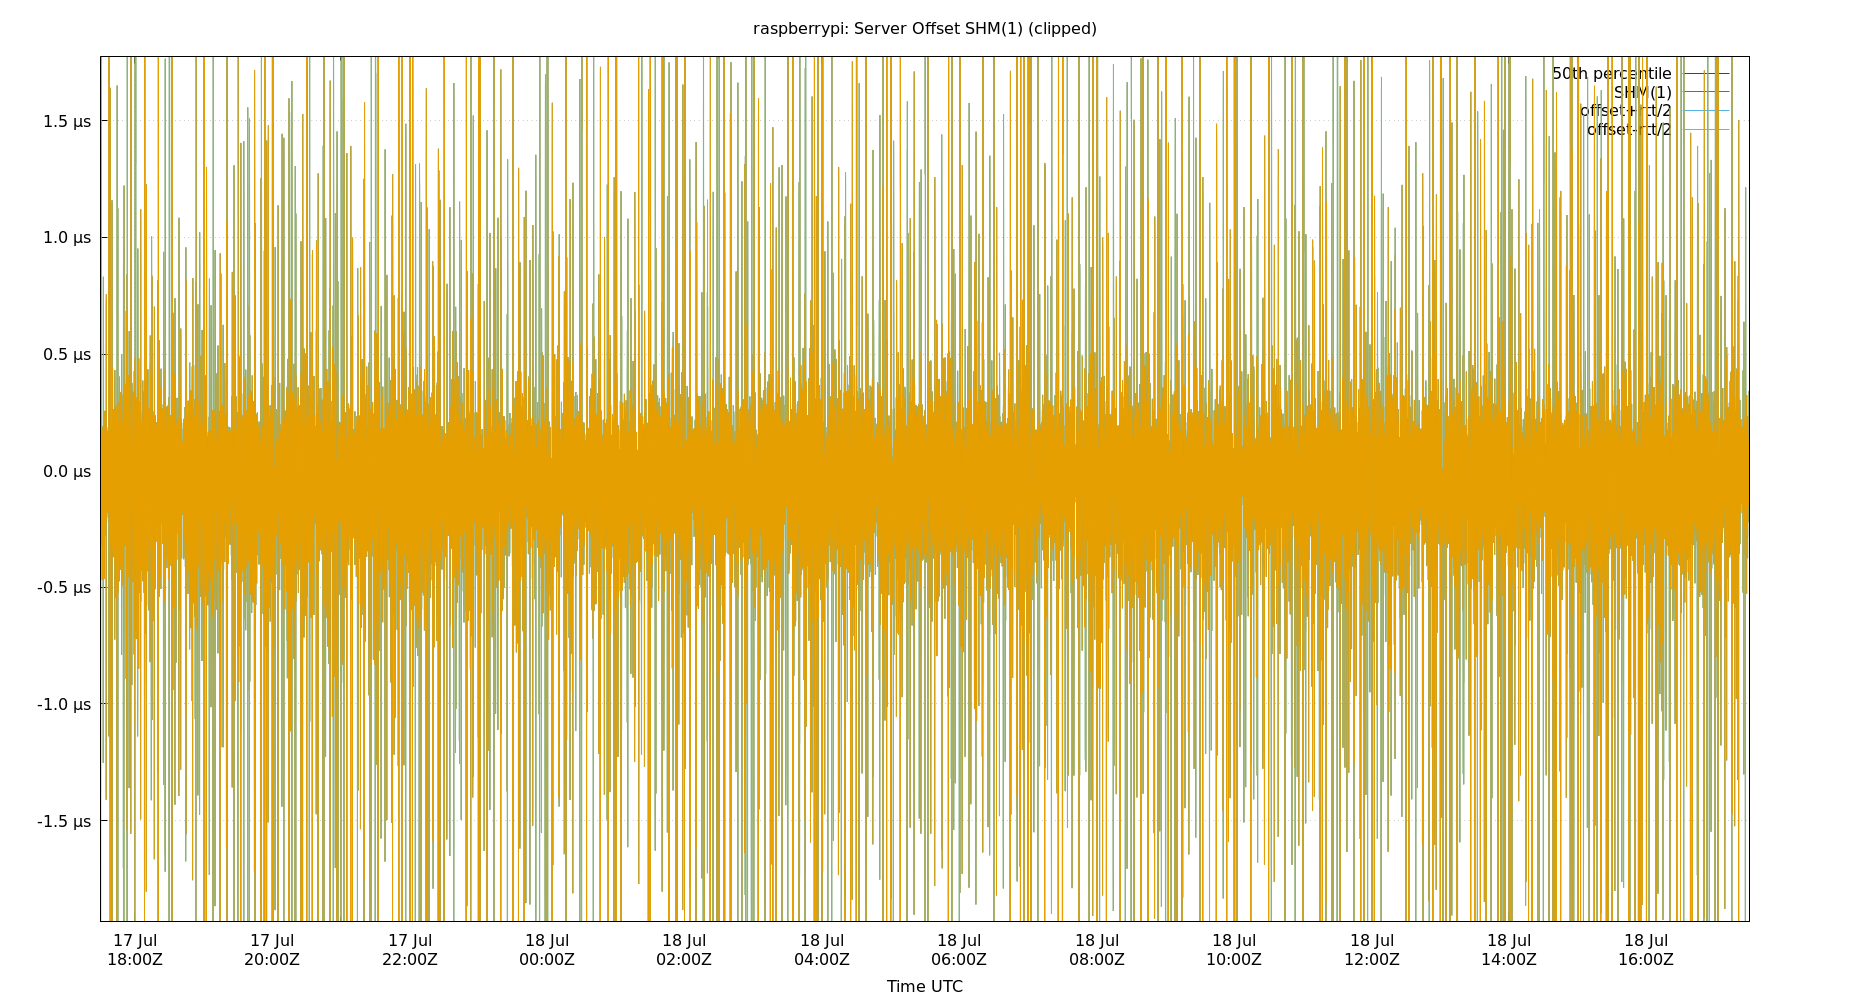 raspberrypi: Server Offset SHM(1) (clipped)
50th percentile
SHM(1)
offset+rtt/2
offset-rtt/2
1.5 µs
1.0 µs
0.5 µs
0.0 µs
-0.5 µs
-1.0 µs
-1.5 µs
17 Jul 17 Jul 17 Jul 18 Jul 18 Jul 18 Jul 18 Jul 18 Jul 18 Jul 18 Jul 18 Jul 18 Jul
18:00Z 20:00Z 22:00Z 00:00Z 02:00Z 04:00Z 06:00Z 08:00Z 10:00Z 12:00Z 14:00Z 16:00Z
Time UTC